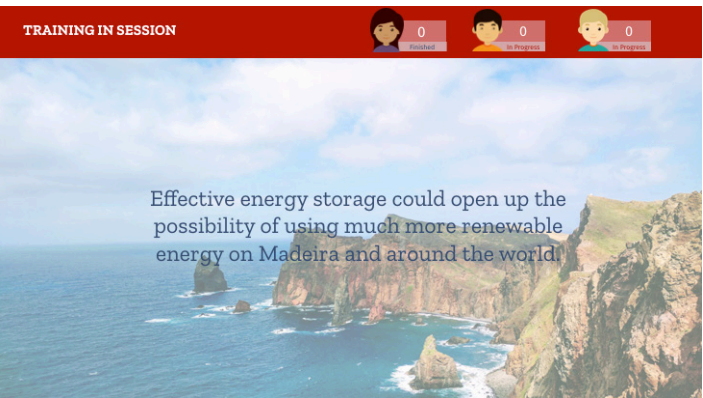 TRAINING IN SESSION
0
Finished
0
In Progress
0
In Progress
Effective energy storage could open up the
possibility of using much more renewable
energy on Madeira and around the world.